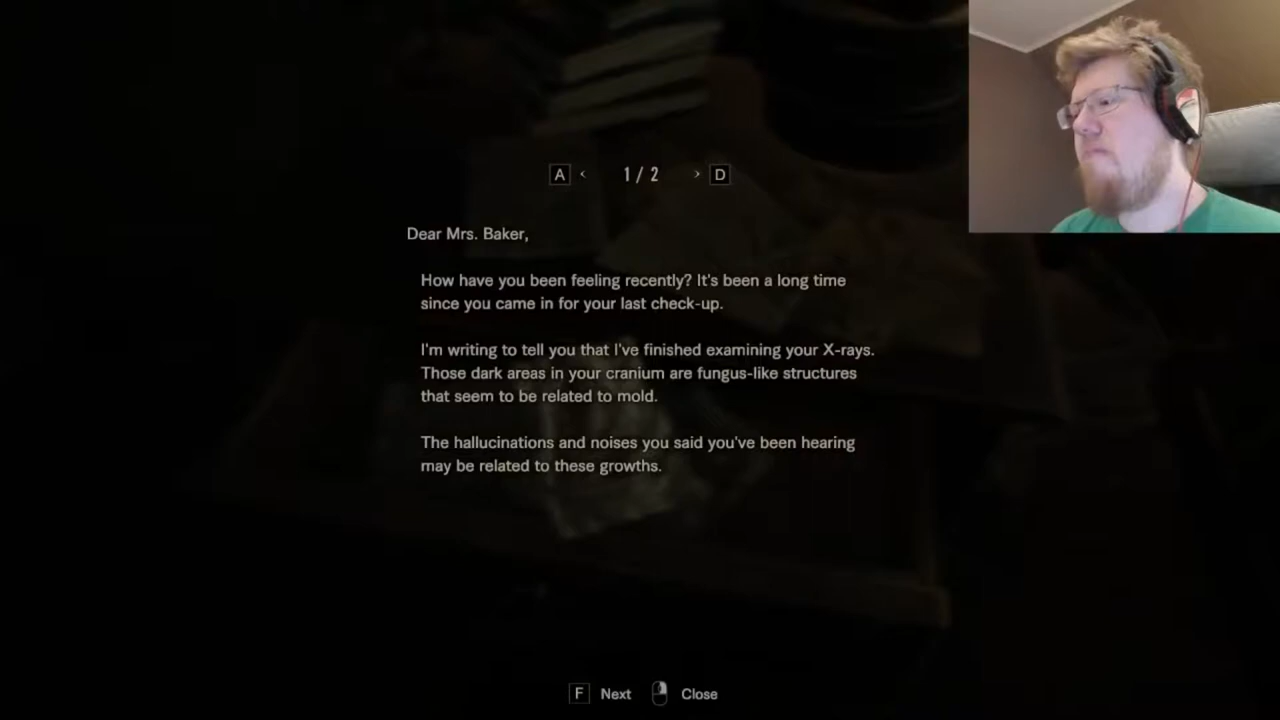 A < 1 / 2 > D
Dear Mrs. Baker,
How have you been feeling recently? It's been a long time
since you came in for your last check-up.
I'm writing to tell you that I've finished examining your X-rays.
Those dark areas in your cranium are fungus-like structures
that seem to be related to mold.
The hallucinations and noises you said you've been hearing
may be related to these growths.
F Next Close